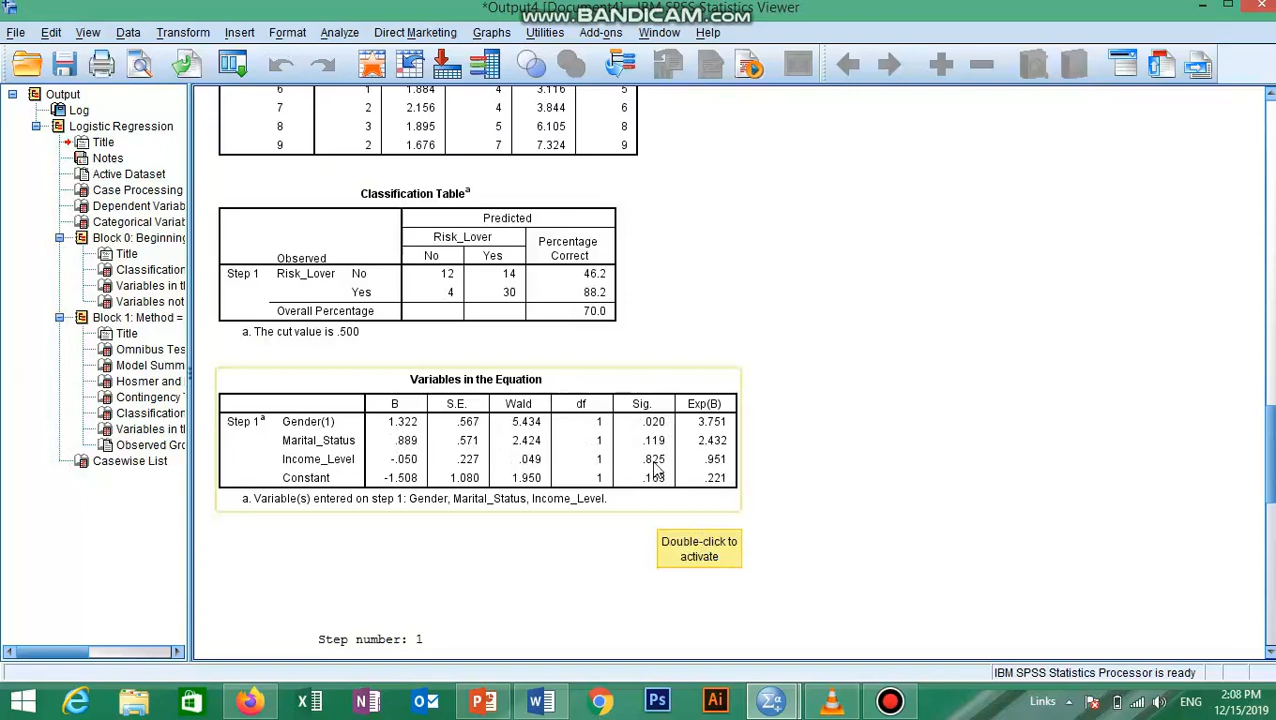 *Output4 [Document4] - IBM SPSS Statistics Viewer
www.BANDICAM.com
File Edit View Data Transform Insert Format Analyze Direct Marketing Graphs Utilities Add-ons Window Help
Output
Log
Logistic Regression
Title
Notes
Active Dataset
Case Processing
Dependent Variab
Categorical Variab
Block 0: Beginning
Title
Classification
Variables in t
Variables not
Block 1: Method =
Title
Omnibus Tes
Model Summ
Hosmer and
Contingency
Classification
Variables in t
Observed Gro
Casewise List
6 1 1.884 4 3.116 5
7 2 2.156 4 3.844 6
8 3 1.895 5 6.105 8
9 2 1.676 7 7.324 9
Classification Table a
Predicted
Risk_Lover Percentage Correct
Observed No Yes
Step 1 Risk_Lover No 12 14 46.2
Yes 4 30 88.2
Overall Percentage 70.0
a. The cut value is .500
Variables in the Equation
B S.E. Wald df Sig. Exp(B)
Step 1 a Gender(1) 1.322 .567 5.434 1 .020 3.751
Marital_Status .889 .571 2.424 1 .119 2.432
Income_Level -.050 .227 .049 1 .825 .951
Constant -1.508 1.080 1.950 1 .163 .221
a. Variable(s) entered on step 1: Gender, Marital_Status, Income_Level.
Double-click to
activate
Step number: 1
IBM SPSS Statistics Processor is ready
Links ENG
2:08 PM
12/15/2019